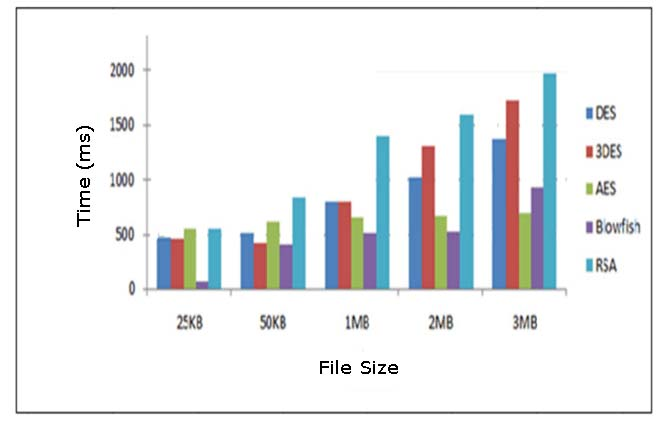 2000
1500
1000
500
0
Time (ms)
25KB
50KB
1MB
2MB
3MB
File Size
DES
3DES
AES
Blowfish
RSA